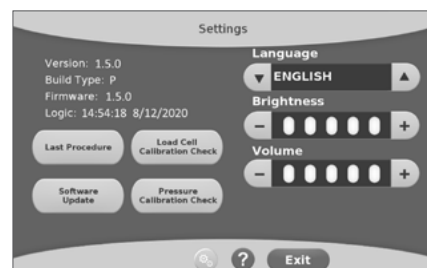 Settings
Version: 1.5.0
Build Type: P
Firmware: 1.5.0
Logic: 14:54:18 8/12/2020
Last Procedure
Load Cell
Calibration Check
Software
Update
Pressure
Calibration Check
Language
ENGLISH
Brightness
- +
Volume
- +
? Exit